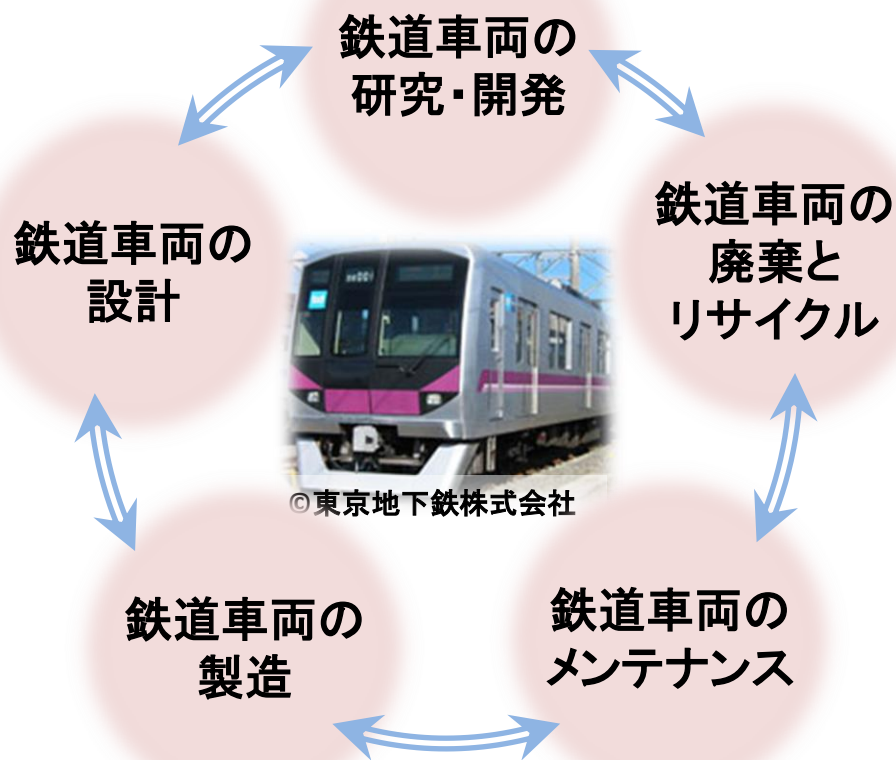 鉄道車両の
研究・開発
鉄道車両の
廃棄と
リサイクル
鉄道車両の
メンテナンス
鉄道車両の
製造
鉄道車両の
設計
©東京地下鉄株式会社